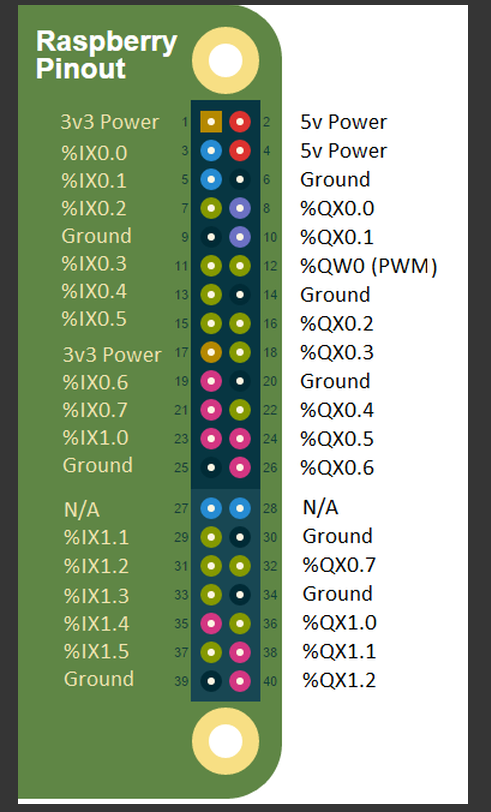 Raspberry
Pinout
3v3 Power 1 2 5v Power
%IX0.0 3 4 5v Power
%IX0.1 5 6 Ground
%IX0.2 7 8 %QX0.0
Ground 9 10 %QX0.1
%IX0.3 11 12 %QW0 (PWM)
%IX0.4 13 14 Ground
%IX0.5 15 16 %QX0.2
3v3 Power 17 18 %QX0.3
%IX0.6 19 20 Ground
%IX0.7 21 22 %QX0.4
%IX1.0 23 24 %QX0.5
Ground 25 26 %QX0.6
N/A 27 28 N/A
%IX1.1 29 30 Ground
%IX1.2 31 32 %QX0.7
%IX1.3 33 34 Ground
%IX1.4 35 36 %QX1.0
%IX1.5 37 38 %QX1.1
Ground 39 40 %QX1.2